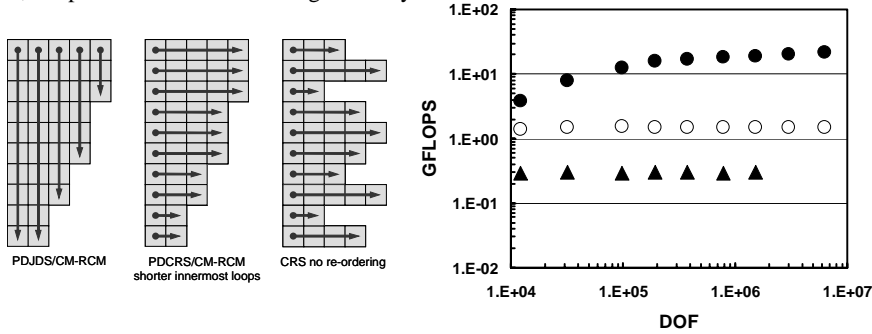 PDJDS/CM-RCM
PDCRS/CM-RCM
shorter innermost loops
CRS no re-ordering
GFLOPS
1.E+02
1.E+01
1.E+00
1.E-01
1.E-02
1.E+04
1.E+05
1.E+06
1.E+07
DOF